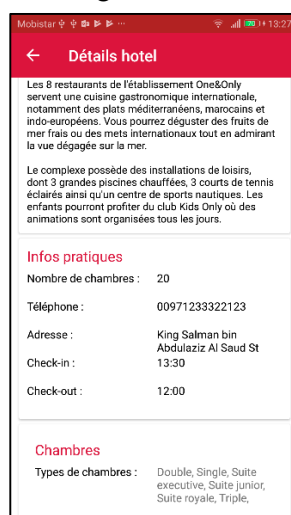 Mobistar ...
13:27
← Détails hotel
Les 8 restaurants de l'établissement One&Only
servent une cuisine gastronomique internationale,
notamment des plats méditerranéens, marocains et
indo-européens. Vous pourrez déguster des fruits de
mer frais ou des mets internationaux tout en admirant
la vue dégagée sur la mer.
Le complexe possède des installations de loisirs,
dont 3 grandes piscines chauffées, 3 courts de tennis
éclairés ainsi qu'un centre de sports nautiques. Les
enfants pourront profiter du club Kids Only où des
animations sont organisées tous les jours.
Infos pratiques
Nombre de chambres : 20
Téléphone : 00971233322123
Adresse : King Salman bin
Abdulaziz Al Saud St
Check-in : 13:30
Check-out : 12:00
Chambres
Types de chambres : Double, Single, Suite
executive, Suite junior,
Suite royale, Triple,